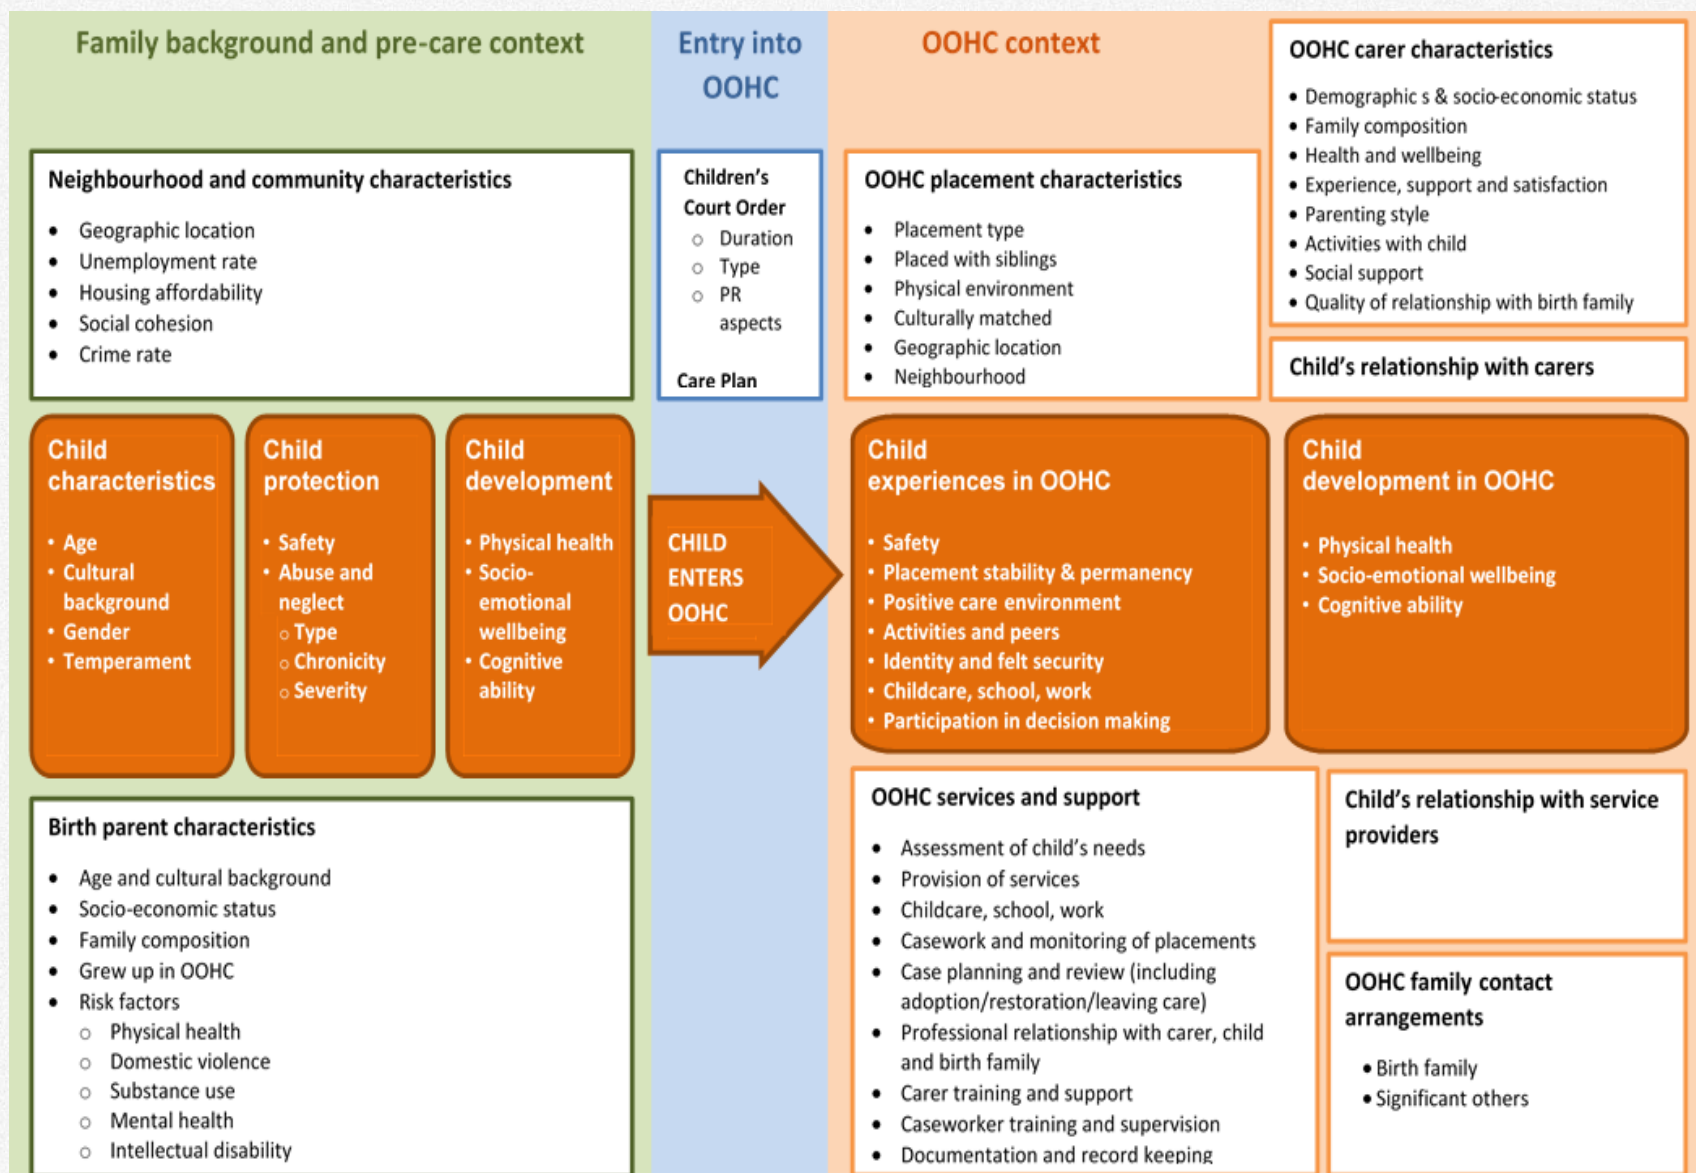 Family background and pre-care context
Neighbourhood and community characteristics
• Geographic location
• Unemployment rate
• Housing affordability
• Social cohesion
• Crime rate
Child
characteristics
• Age
• Cultural
background
• Gender
• Temperament
Child
protection
• Safety
• Abuse and
neglect
o Type
o Chronicity
o Severity
Child
development
• Physical health
• Socio-
emotional
wellbeing
• Cognitive
ability
Birth parent characteristics
• Age and cultural background
• Socio-economic status
• Family composition
• Grew up in OOHC
• Risk factors
o Physical health
o Domestic violence
o Substance use
o Mental health
o Intellectual disability
Entry into
OOHC
Children's
Court Order
o Duration
o Type
o PR
aspects
Care Plan
CHILD
ENTERS
OOHC
OOHC context
OOHC placement characteristics
• Placement type
• Placed with siblings
• Physical environment
• Culturally matched
• Geographic location
• Neighbourhood
OOHC carer characteristics
• Demographic s & socio-economic status
• Family composition
• Health and wellbeing
• Experience, support and satisfaction
• Parenting style
• Activities with child
• Social support
• Quality of relationship with birth family
Child's relationship with carers
Child
experiences in OOHC
• Safety
• Placement stability & permanency
• Positive care environment
• Activities and peers
• Identity and felt security
• Childcare, school, work
• Participation in decision making
Child
development in OOHC
• Physical health
• Socio-emotional wellbeing
• Cognitive ability
OOHC services and support
• Assessment of child's needs
• Provision of services
• Childcare, school, work
• Casework and monitoring of placements
• Case planning and review (including
adoption/restoration/leaving care)
• Professional relationship with carer, child
and birth family
• Carer training and support
• Caseworker training and supervision
• Documentation and record keeping
Child's relationship with service
providers
OOHC family contact
arrangements
• Birth family
• Significant others